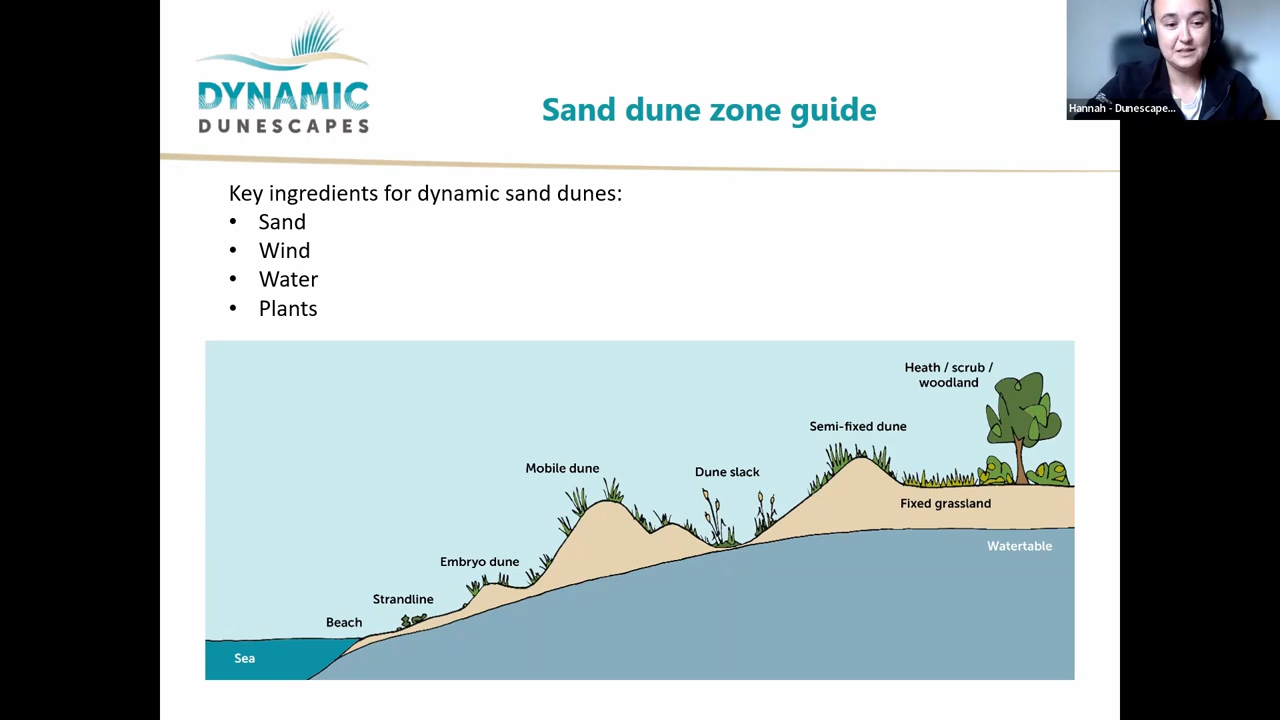 DYNAMIC
DUNESCAPES
Sand dune zone guide
Hannah - Dunescape...
Key ingredients for dynamic sand dunes:
• Sand
• Wind
• Water
• Plants
Heath / scrub /
woodland
Semi-fixed dune
Mobile dune
Dune slack
Fixed grassland
Watertable
Embryo dune
Strandline
Beach
Sea